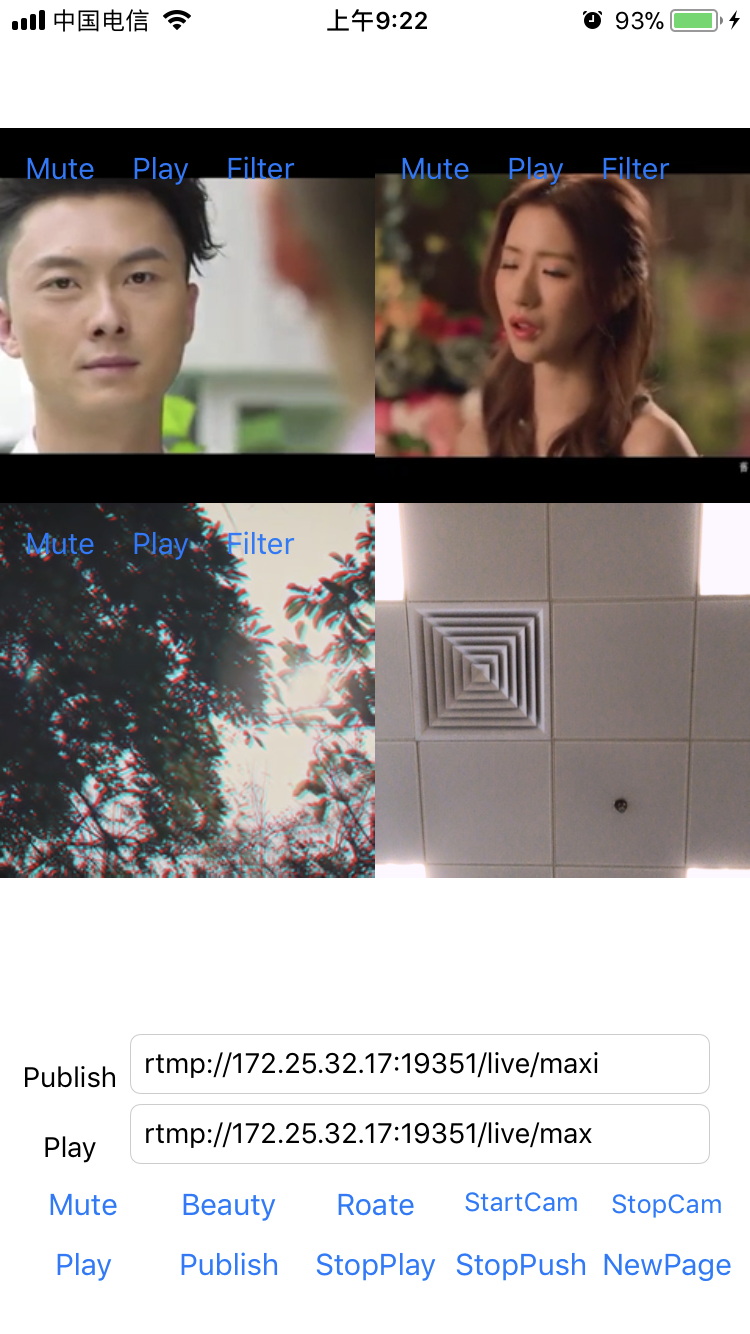 中国电信 上午9:22 93%
Mute Play Filter Mute Play Filter
Mute Play Filter
Publish rtmp://172.25.32.17:19351/live/maxi
Play rtmp://172.25.32.17:19351/live/max
Mute Beauty Roate StartCam StopCam
Play Publish StopPlay StopPush NewPage